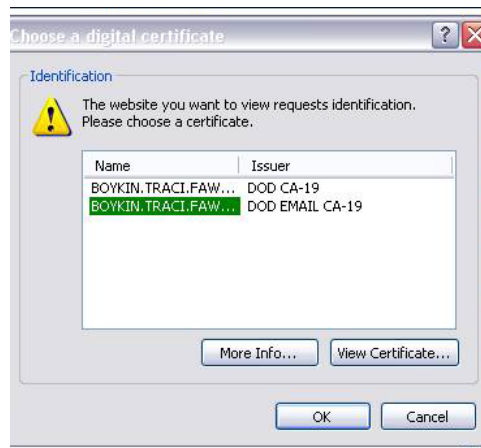 Choose a digital certificate
Identification
The website you want to view requests identification.
Please choose a certificate.
Name Issuer
BOYKIN.TRACI.FAW... DOD CA-19
BOYKIN.TRACI.FAW... DOD EMAIL CA-19
More Info... View Certificate...
OK Cancel